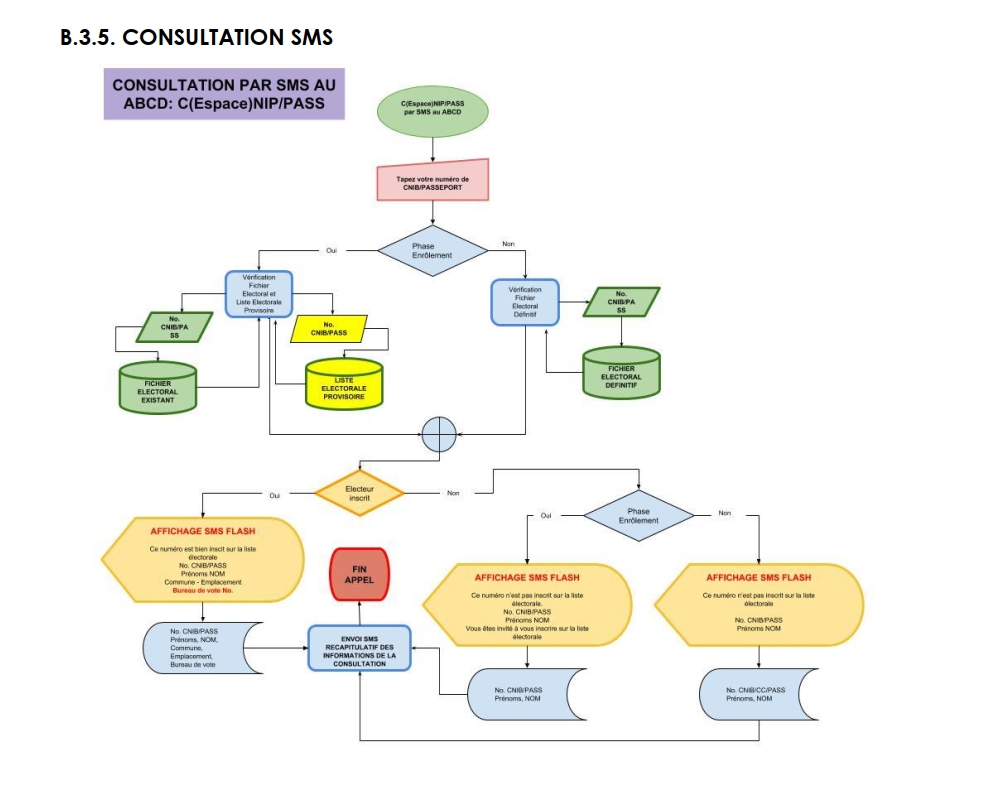 B.3.5. CONSULTATION SMS
CONSULTATION PAR SMS AU
ABCD: C(Espace)NIP/PASS
C(Espace)NIP/PASS
par SMS au ABCD
Tapez votre numéro de
CNIB/PASSEPORT
Phase
Enrôlement
Oui
Non
Vérification
Fichier
Electoral et
Liste Electorale
Provisoire
Vérification
Fichier
Electoral
Définitif
No.
CNIB/PA
SS
No.
CNIB/PASS
No.
CNIB/PA
SS
FICHIER
ELECTORAL
EXISTANT
LISTE
ELECTORALE
PROVISOIRE
FICHIER
ELECTORAL
DEFINITIF
Electeur
inscrit
Oui
Non
Phase
Enrôlement
Oui
Non
AFFICHAGE SMS FLASH
Ce numéro est bien inscit sur la liste
électorale
No. CNIB/PASS
Prénoms NOM
Commune - Emplacement
Bureau de vote No.
FIN
APPEL
AFFICHAGE SMS FLASH
Ce numéro n'est pas inscrit sur la liste
électorale.
No. CNIB/PASS
Prénoms NOM
Vous êtes invité à vous inscrire sur la liste
électorale
AFFICHAGE SMS FLASH
Ce numéro n'est pas inscrit sur la liste
électorale
No. CNIB/PASS
Prénoms NOM
No. CNIB/PASS
Prénoms, NOM,
Commune,
Emplacement,
Bureau de vote
ENVOI SMS
RECAPITULATIF DES
INFORMATIONS DE LA
CONSULTATION
No. CNIB/PASS
Prénoms, NOM
No. CNIB/CC/PASS
Prénoms, NOM